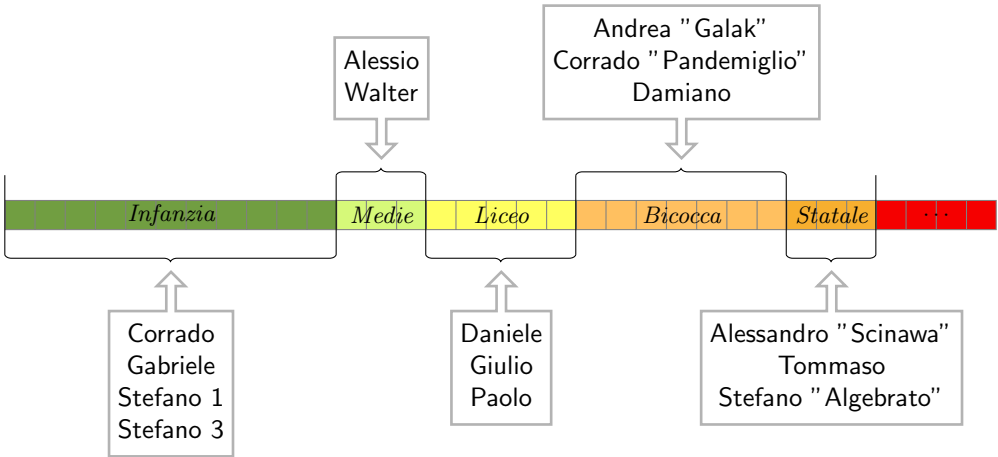 Andrea "Galak"
Corrado "Pandemiglio"
Damiano
Alessio
Walter
Infanzia
Medie
Liceo
Bicocca
Statale
...
Corrado
Gabriele
Stefano 1
Stefano 3
Daniele
Giulio
Paolo
Alessandro "Scinawa"
Tommaso
Stefano "Algebrato"